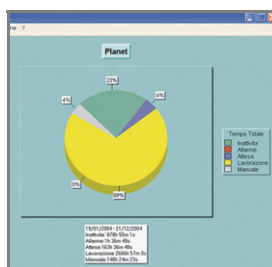 ?
Planet
23%
4%
4%
0%
69%
Tempo Totale
Inattivita'
Allarme
Attesa
Lavorazione
Manuale
19/01/2004 - 21/12/2004
Inattivita' 878h 55m 1s
Allarme 1h 36m 48s
Attesa 163h 36m 48s
Lavorazione 2668h 57m 0s
Manuale 148h 24m 23s